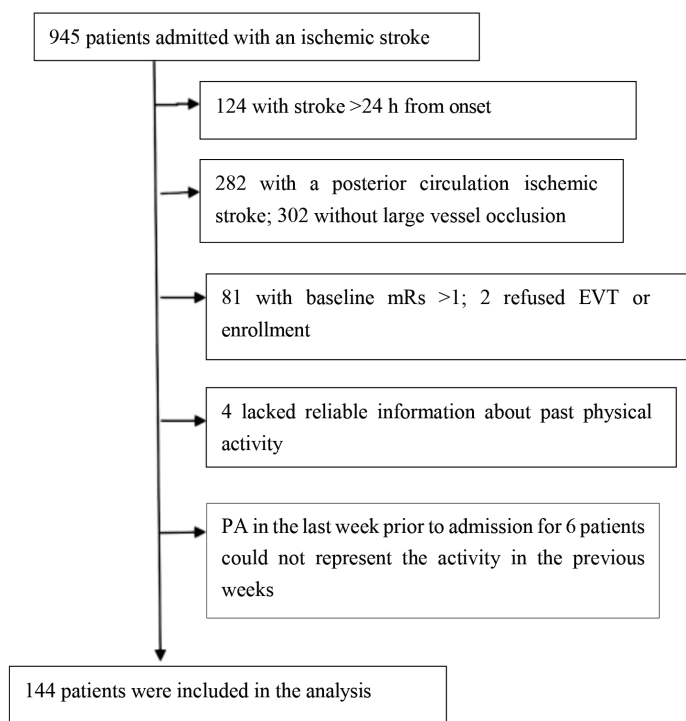 945 patients admitted with an ischemic stroke
124 with stroke >24 h from onset
282 with a posterior circulation ischemic
stroke; 302 without large vessel occlusion
81 with baseline mRs >1; 2 refused EVT or
enrollment
4 lacked reliable information about past physical
activity
PA in the last week prior to admission for 6 patients
could not represent the activity in the previous
weeks
144 patients were included in the analysis